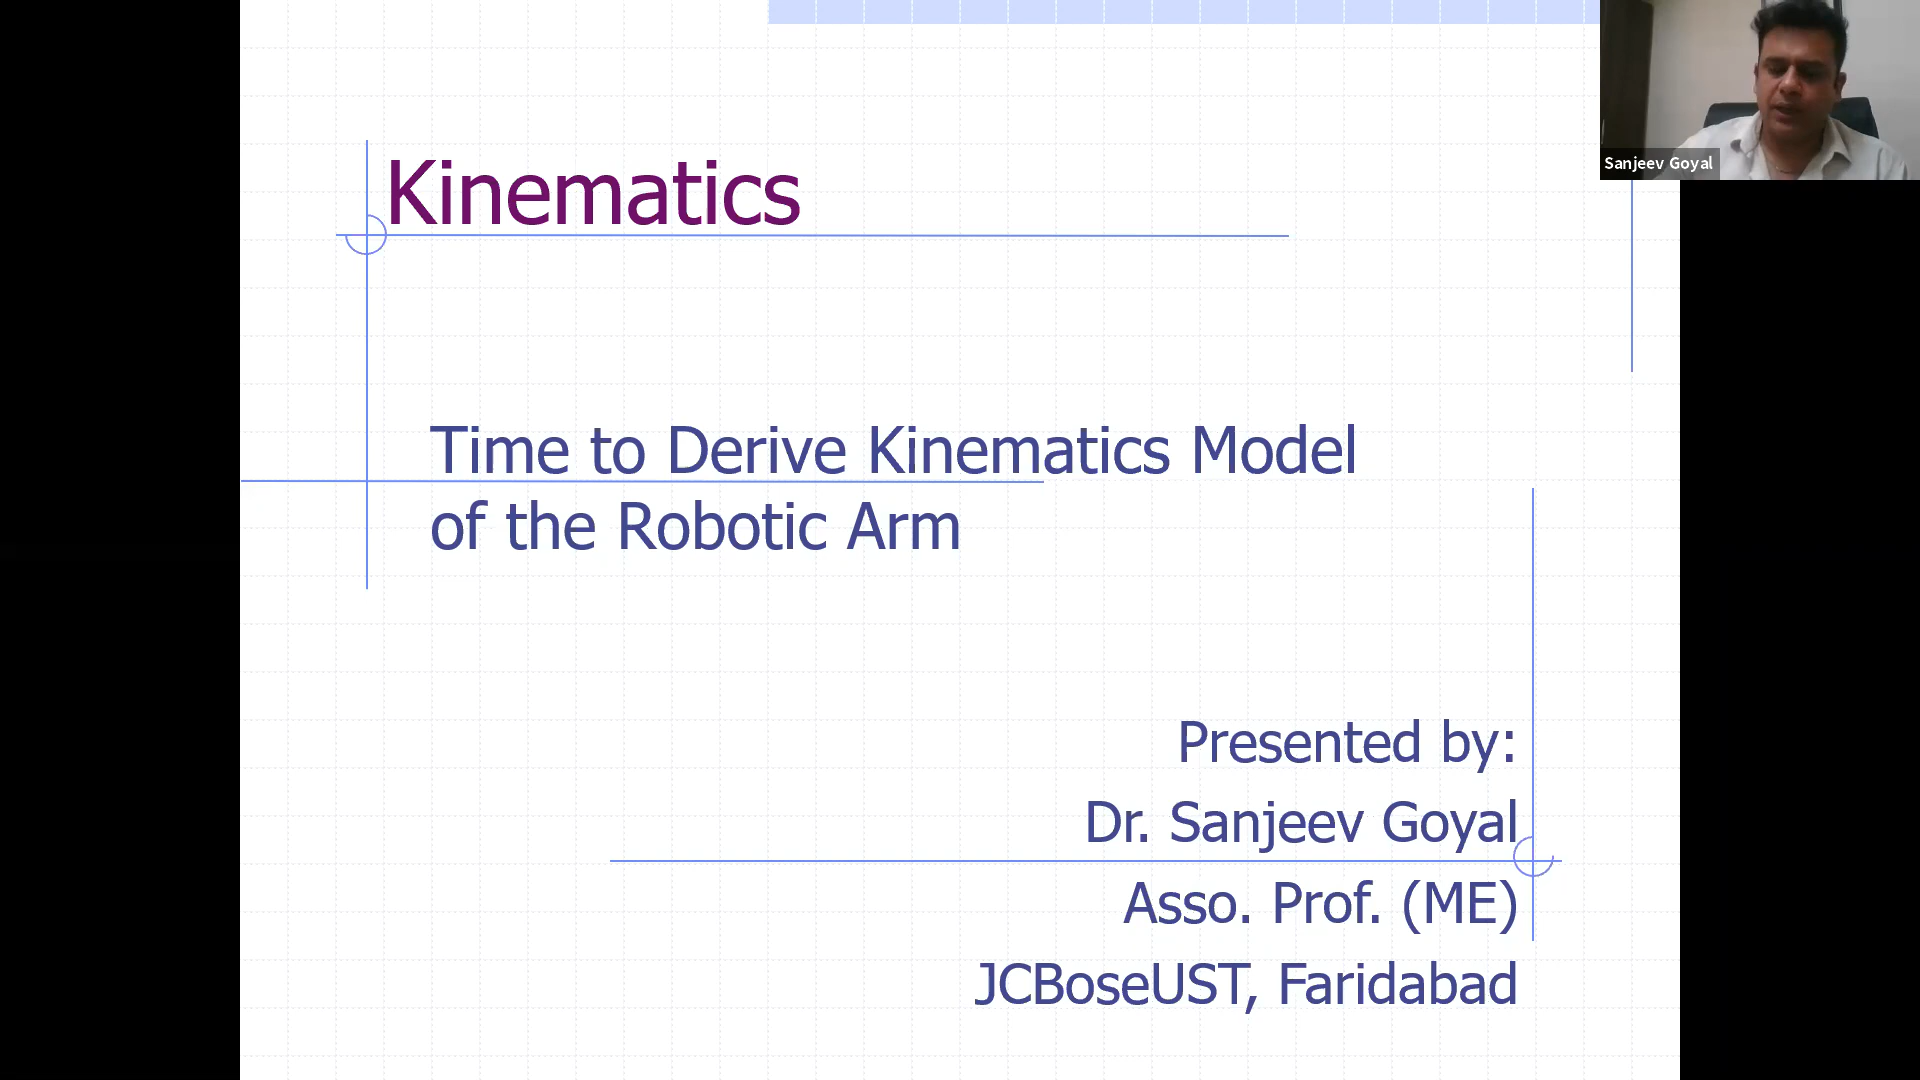 Kinematics
Time to Derive Kinematics Model
of the Robotic Arm
Presented by:
Dr. Sanjeev Goyal
Asso. Prof. (ME)
JCBoseUST, Faridabad
Sanjeev Goyal